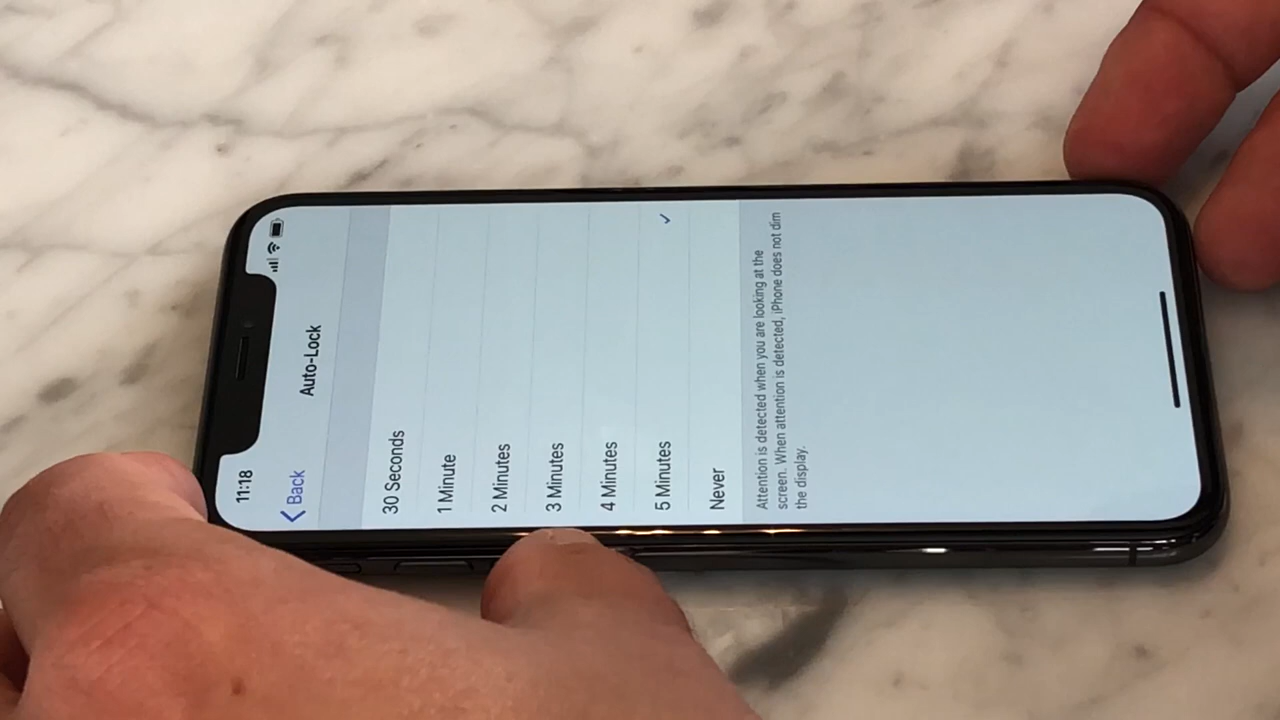 11:18
Back
Auto-Lock
30 Seconds
1 Minute
2 Minutes
3 Minutes
4 Minutes
5 Minutes
Never
Attention is detected when you are looking at the
screen. When attention is detected, iPhone does not dim
the display.